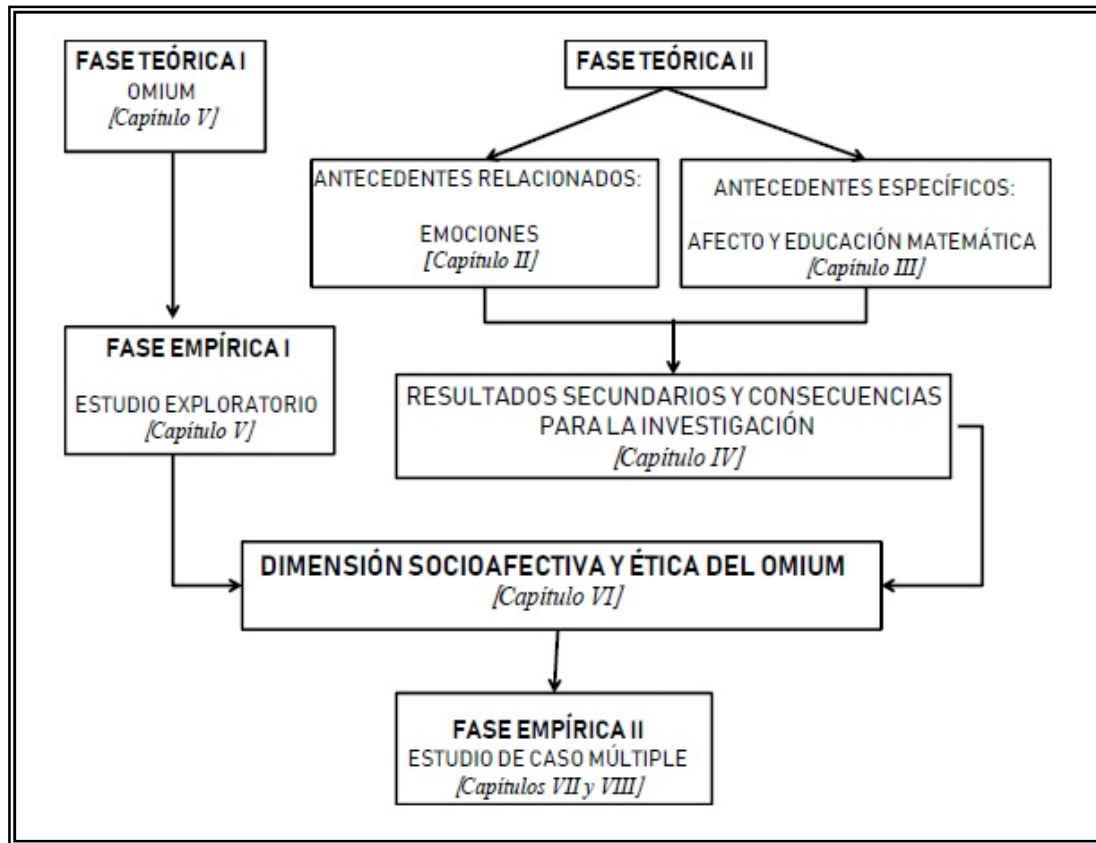 FASE TEÓRICA I
OMIUM
[Capítulo V]
FASE TEÓRICA II
ANTECEDENTES RELACIONADOS:
EMOCIONES
[Capítulo II]
ANTECEDENTES ESPECÍFICOS:
AFECTO Y EDUCACIÓN MATEMÁTICA
[Capítulo III]
FASE EMPÍRICA I
ESTUDIO EXPLORATORIO
[Capítulo V]
RESULTADOS SECUNDARIOS Y CONSECUENCIAS
PARA LA INVESTIGACIÓN
[Capítulo IV]
DIMENSIÓN SOCIOAFECTIVA Y ÉTICA DEL OMIUM
[Capítulo VI]
FASE EMPÍRICA II
ESTUDIO DE CASO MÚLTIPLE
[Capítulos VII y VIII]